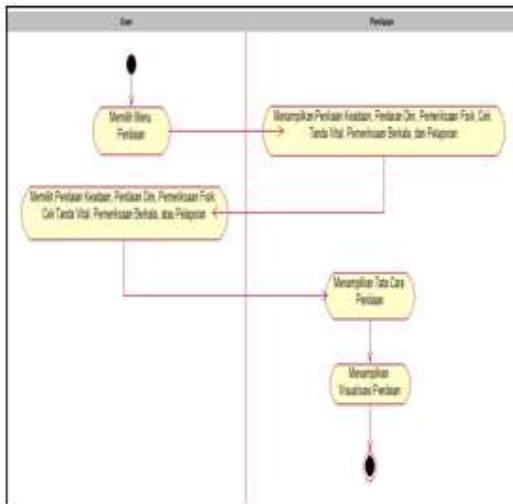 User
Penilaian
Memilih Menu
Penilaian
Menampilkan Penilaian Keadaan, Penilaian Dini, Pemeriksaan Fisik, Cek
Tanda Vital, Pemeriksaan Berkala, dan Pelaporan
Memilih Penilaian Keadaan, Penilaian Dini, Pemeriksaan Fisik,
Cek Tanda Vital, Pemeriksaan Berkala, atau Pelaporan
Menampilkan Tata Cara
Penilaian
Menampilkan
Visualisasi Penilaian